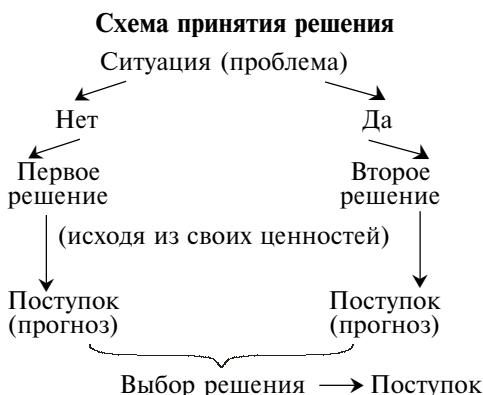 Схема принятия решения
Ситуация (проблема)
Нет
Да
Первое
решение
Второе
решение
(исходя из своих ценностей)
Поступок
(прогноз)
Поступок
(прогноз)
Выбор решения
Поступок